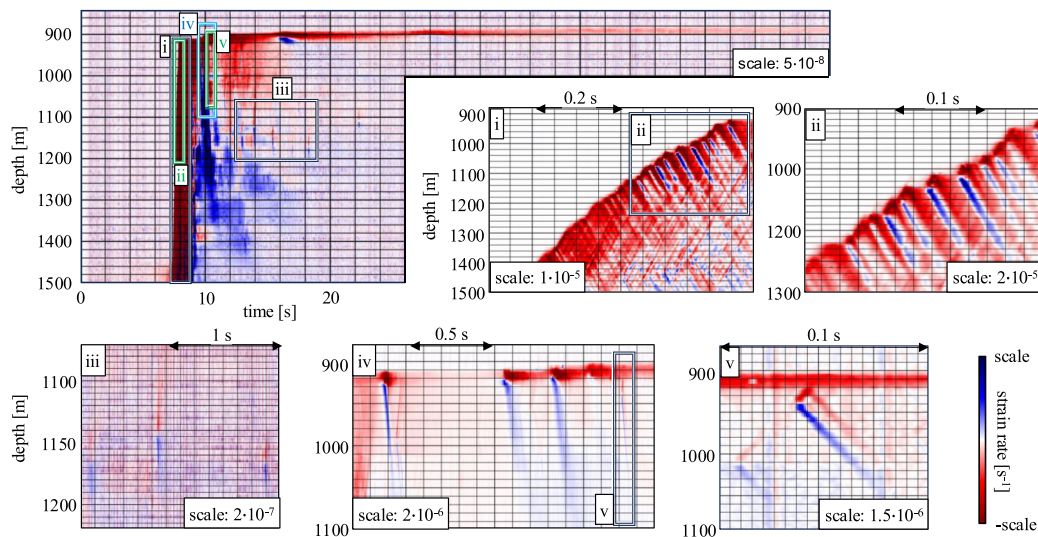 iv
i
v
iii
ii
900
1000
1100
1200
1300
1400
1500
depth [m]
0
10
20
time [s]
scale: 5·10⁻⁸
0.2 s
i
ii
900
1000
1100
1200
1300
1400
1500
depth [m]
scale: 1·10⁻⁵
0.1 s
ii
900
1000
1100
1200
1300
scale: 2·10⁻⁵
1 s
iii
1100
1150
1200
depth [m]
scale: 2·10⁻⁷
0.5 s
iv
900
1000
1100
v
scale: 2·10⁻⁶
0.1 s
v
900
1000
1100
scale: 1.5·10⁻⁶
scale
strain rate [s⁻¹]
-scale